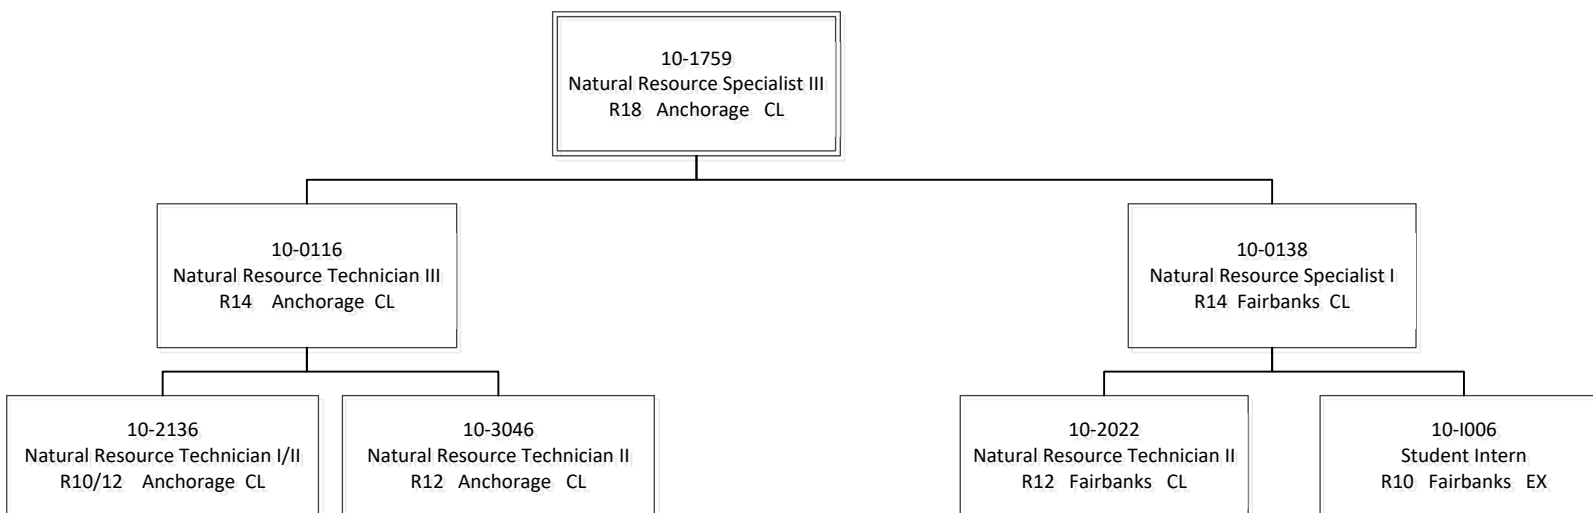 10-1759
Natural Resource Specialist III
R18 Anchorage CL
10-0116
Natural Resource Technician III
R14 Anchorage CL
10-0138
Natural Resource Specialist I
R14 Fairbanks CL
10-2136
Natural Resource Technician I/II
R10/12 Anchorage CL
10-3046
Natural Resource Technician II
R12 Anchorage CL
10-2022
Natural Resource Technician II
R12 Fairbanks CL
10-I006
Student Intern
R10 Fairbanks EX